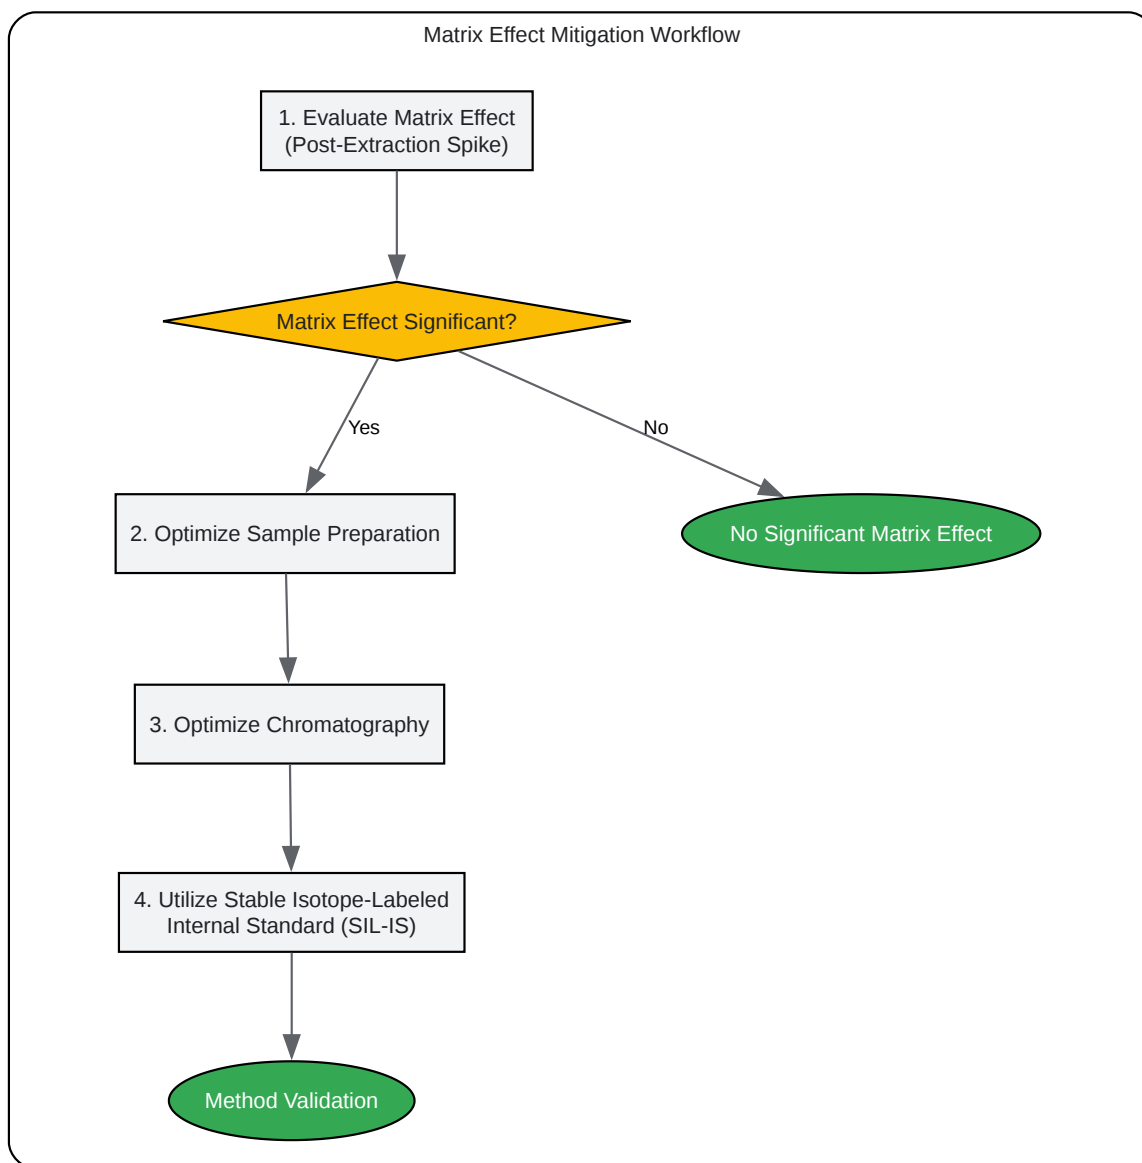 Matrix Effect Mitigation Workflow
1. Evaluate Matrix Effect
(Post-Extraction Spike)
Matrix Effect Significant?
Yes
No
2. Optimize Sample Preparation
No Significant Matrix Effect
3. Optimize Chromatography
4. Utilize Stable Isotope-Labeled
Internal Standard (SIL-IS)
Method Validation